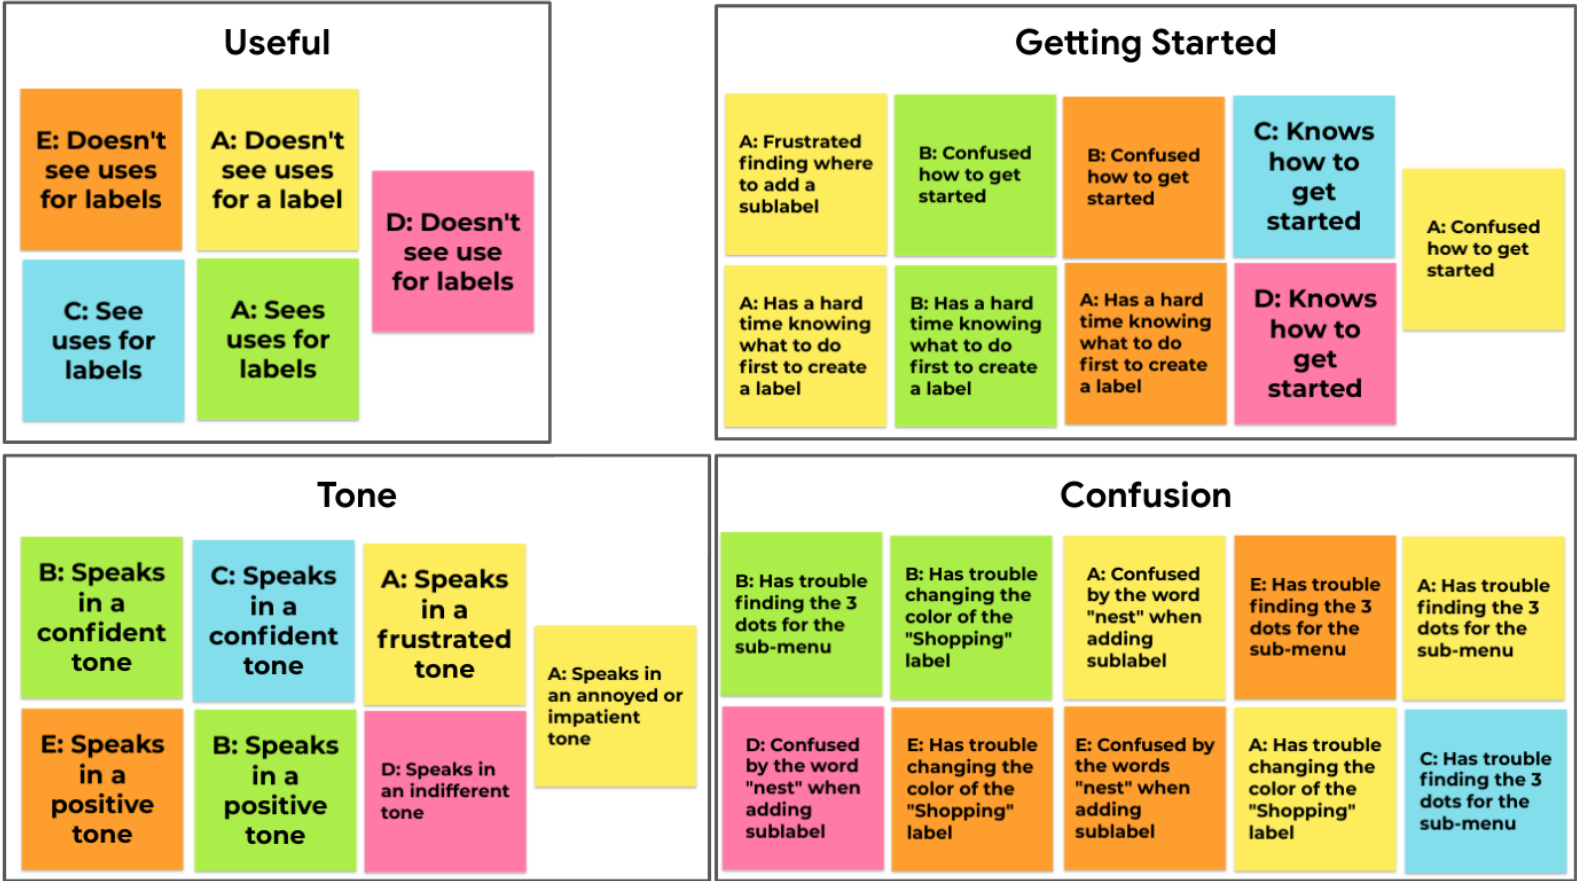 Useful
E: Doesn't
see uses
for labels
A: Doesn't
see uses
for a label
D: Doesn't
see use
for labels
C: See
uses for
labels
A: Sees
uses for
labels
Getting Started
A: Frustrated
finding where
to add a
sublabel
B: Confused
how to get
started
B: Confused
how to get
started
C: Knows
how to
get
started
A: Confused
how to get
started
A: Has a hard
time knowing
what to do
first to create
a label
B: Has a hard
time knowing
what to do
first to create
a label
A: Has a hard
time knowing
what to do
first to create
a label
D: Knows
how to
get
started
Tone
B: Speaks
in a
confident
tone
C: Speaks
in a
confident
tone
A: Speaks
in a
frustrated
tone
A: Speaks in
an annoyed or
impatient
tone
E: Speaks
in a
positive
tone
B: Speaks
in a
positive
tone
D: Speaks in
an indifferent
tone
Confusion
B: Has trouble
finding the 3
dots for the
sub-menu
B: Has trouble
changing the
color of the
"Shopping"
label
A: Confused
by the word
"nest" when
adding
sublabel
E: Has trouble
finding the 3
dots for the
sub-menu
A: Has trouble
finding the 3
dots for the
sub-menu
D: Confused
by the word
"nest" when
adding
sublabel
E: Has trouble
changing the
color of the
"Shopping"
label
E: Confused by
the words
"nest" when
adding
sublabel
A: Has trouble
changing the
color of the
"Shopping"
label
C: Has trouble
finding the 3
dots for the
sub-menu